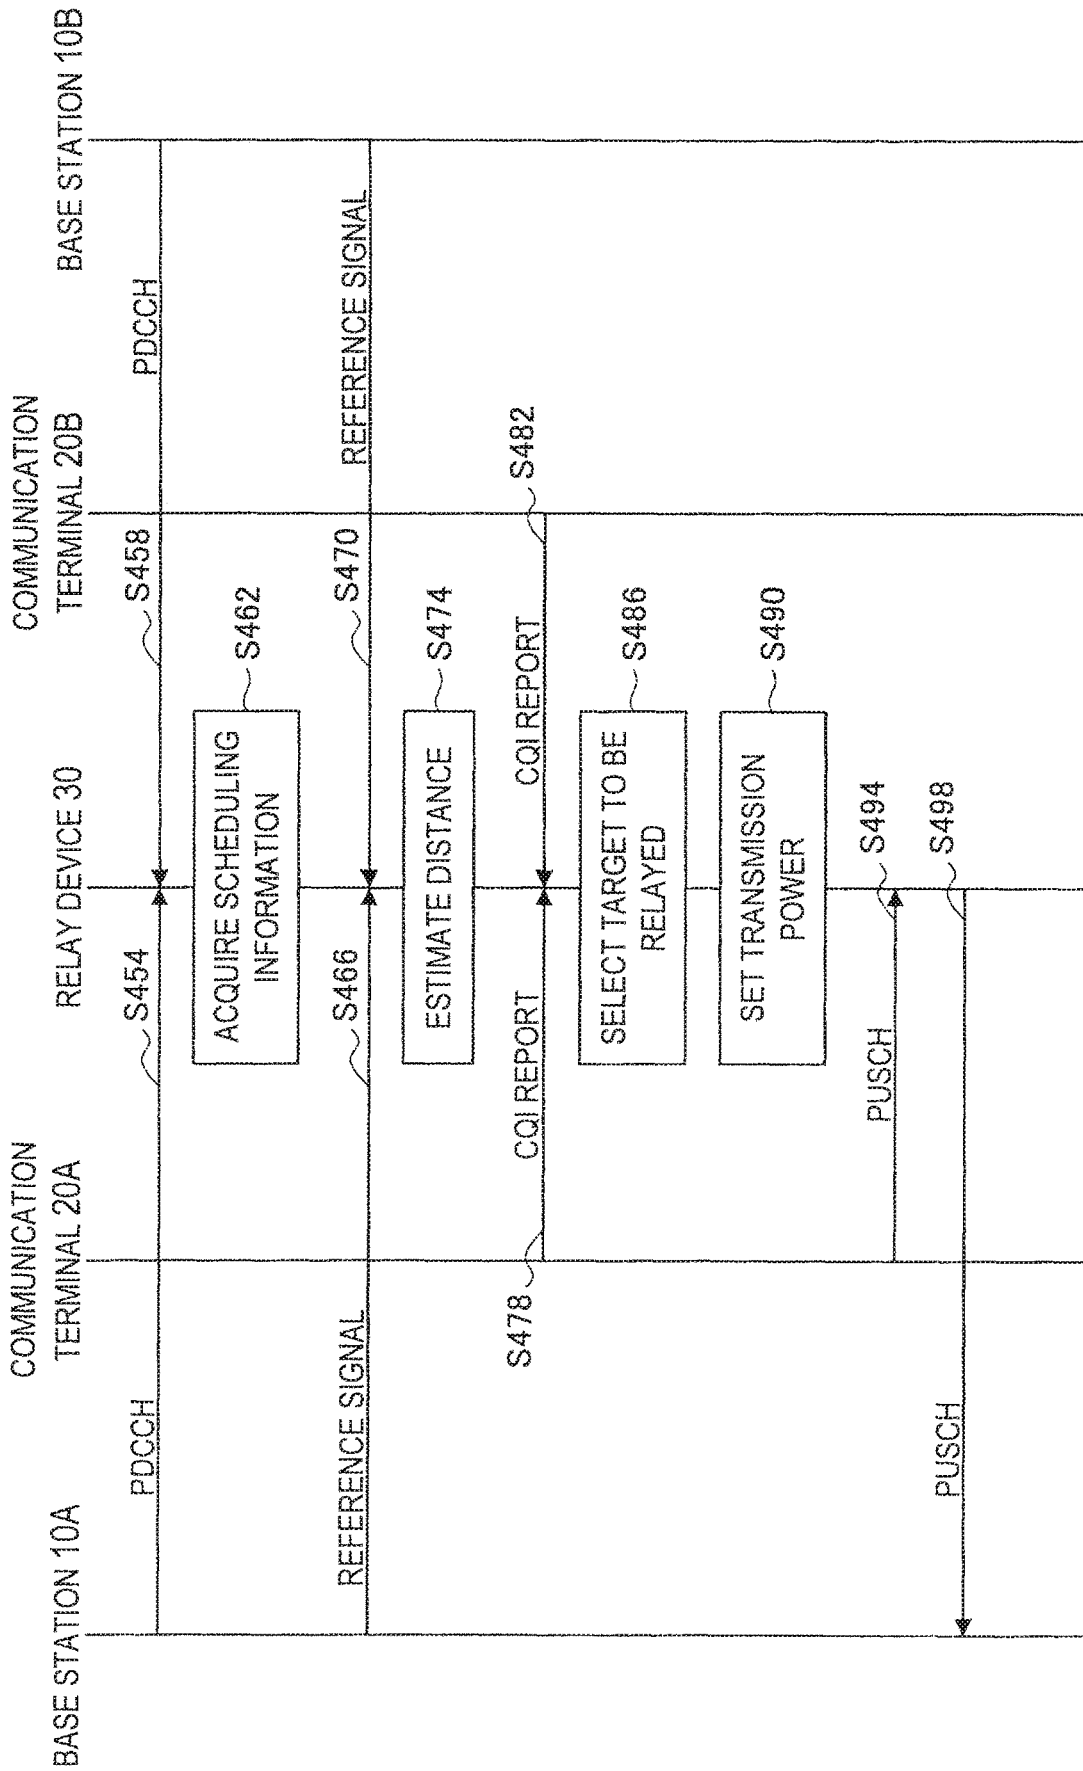 BASE STATION 10A
COMMUNICATION
TERMINAL 20A
RELAY DEVICE 30
COMMUNICATION
TERMINAL 20B
BASE STATION 10B
PDCCH
S454
S458
PDCCH
ACQUIRE SCHEDULING
INFORMATION
S462
REFERENCE SIGNAL
S466
S470
REFERENCE SIGNAL
ESTIMATE DISTANCE
S474
S478
CQI REPORT
CQI REPORT
S482
SELECT TARGET TO BE
RELAYED
S486
SET TRANSMISSION
POWER
S490
PUSCH
S494
PUSCH
S498